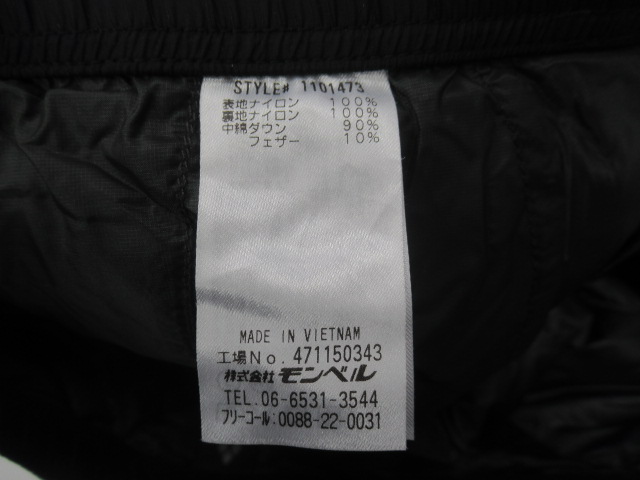 STYLE# 1101473
表地ナイロン 100%
裏地ナイロン 100%
中綿ダウン 90%
フェザー 10%
MADE IN VIETNAM
工場No. 471150343
株式会社 モンベル
TEL.06-6531-3544
フリーコール:0088-22-0031